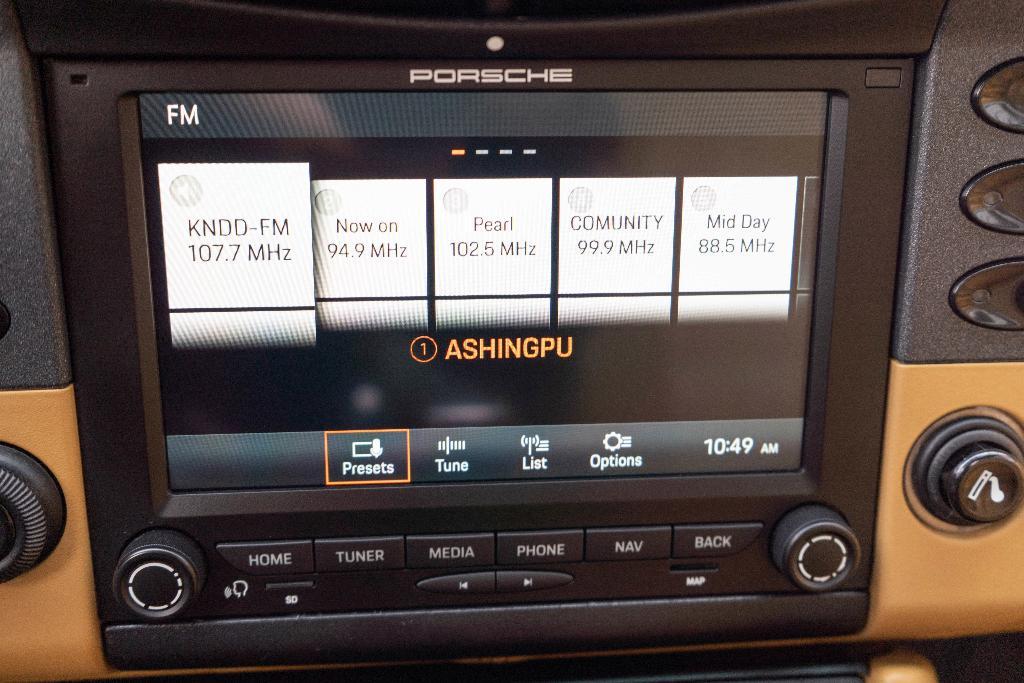 PORSCHE
FM
KNDD-FM
107.7 MHz
Now on
94.9 MHz
Pearl
102.5 MHz
COMUNITY
99.9 MHz
Mid Day
88.5 MHz
1 ASHINGPU
Presets
Tune
List
Options
10:49 AM
HOME
TUNER
MEDIA
PHONE
NAV
BACK
SD
MAP